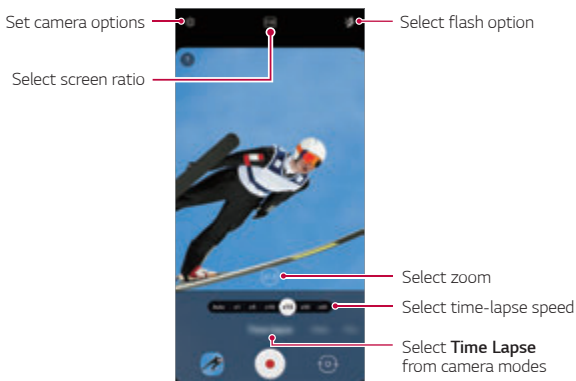 Set camera options
Select flash option
Select screen ratio
Select zoom
Select time-lapse speed
Select Time Lapse
from camera modes